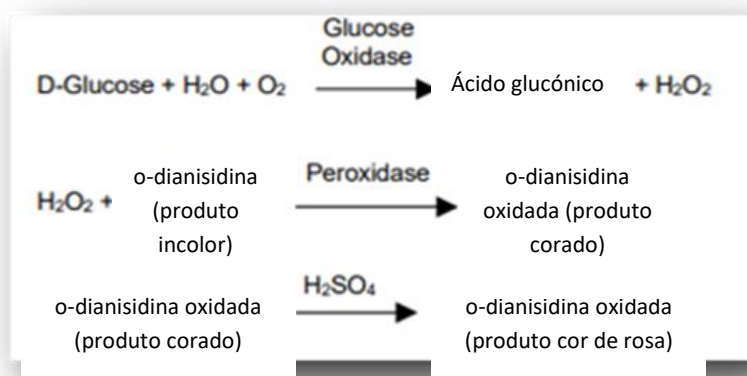 Glucose
Oxidase
D-Glucose + H₂O + O₂
Ácido glucónico
+ H₂O₂
H₂O₂ +
o-dianisidina
(produto
incolor)
Peroxidase
o-dianisidina
oxidada (produto
corado)
o-dianisidina oxidada
(produto corado)
H₂SO₄
o-dianisidina oxidada
(produto cor de rosa)